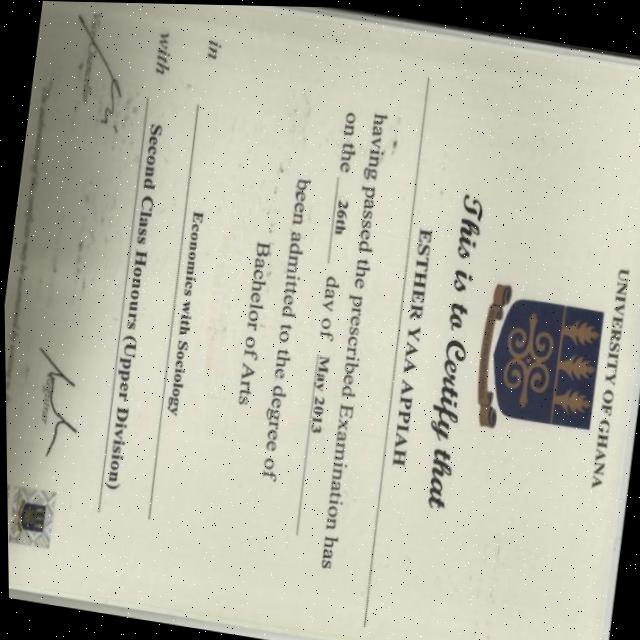 UNIVERSITY OF GHANA
This is to Certify that
ESTHER YAA APPIAH
having passed the prescribed Examination has
on the 26th day of May 2013
been admitted to the degree of
Bachelor of Arts
in
Economics with Sociology
with
Second Class Honours (Upper Division)